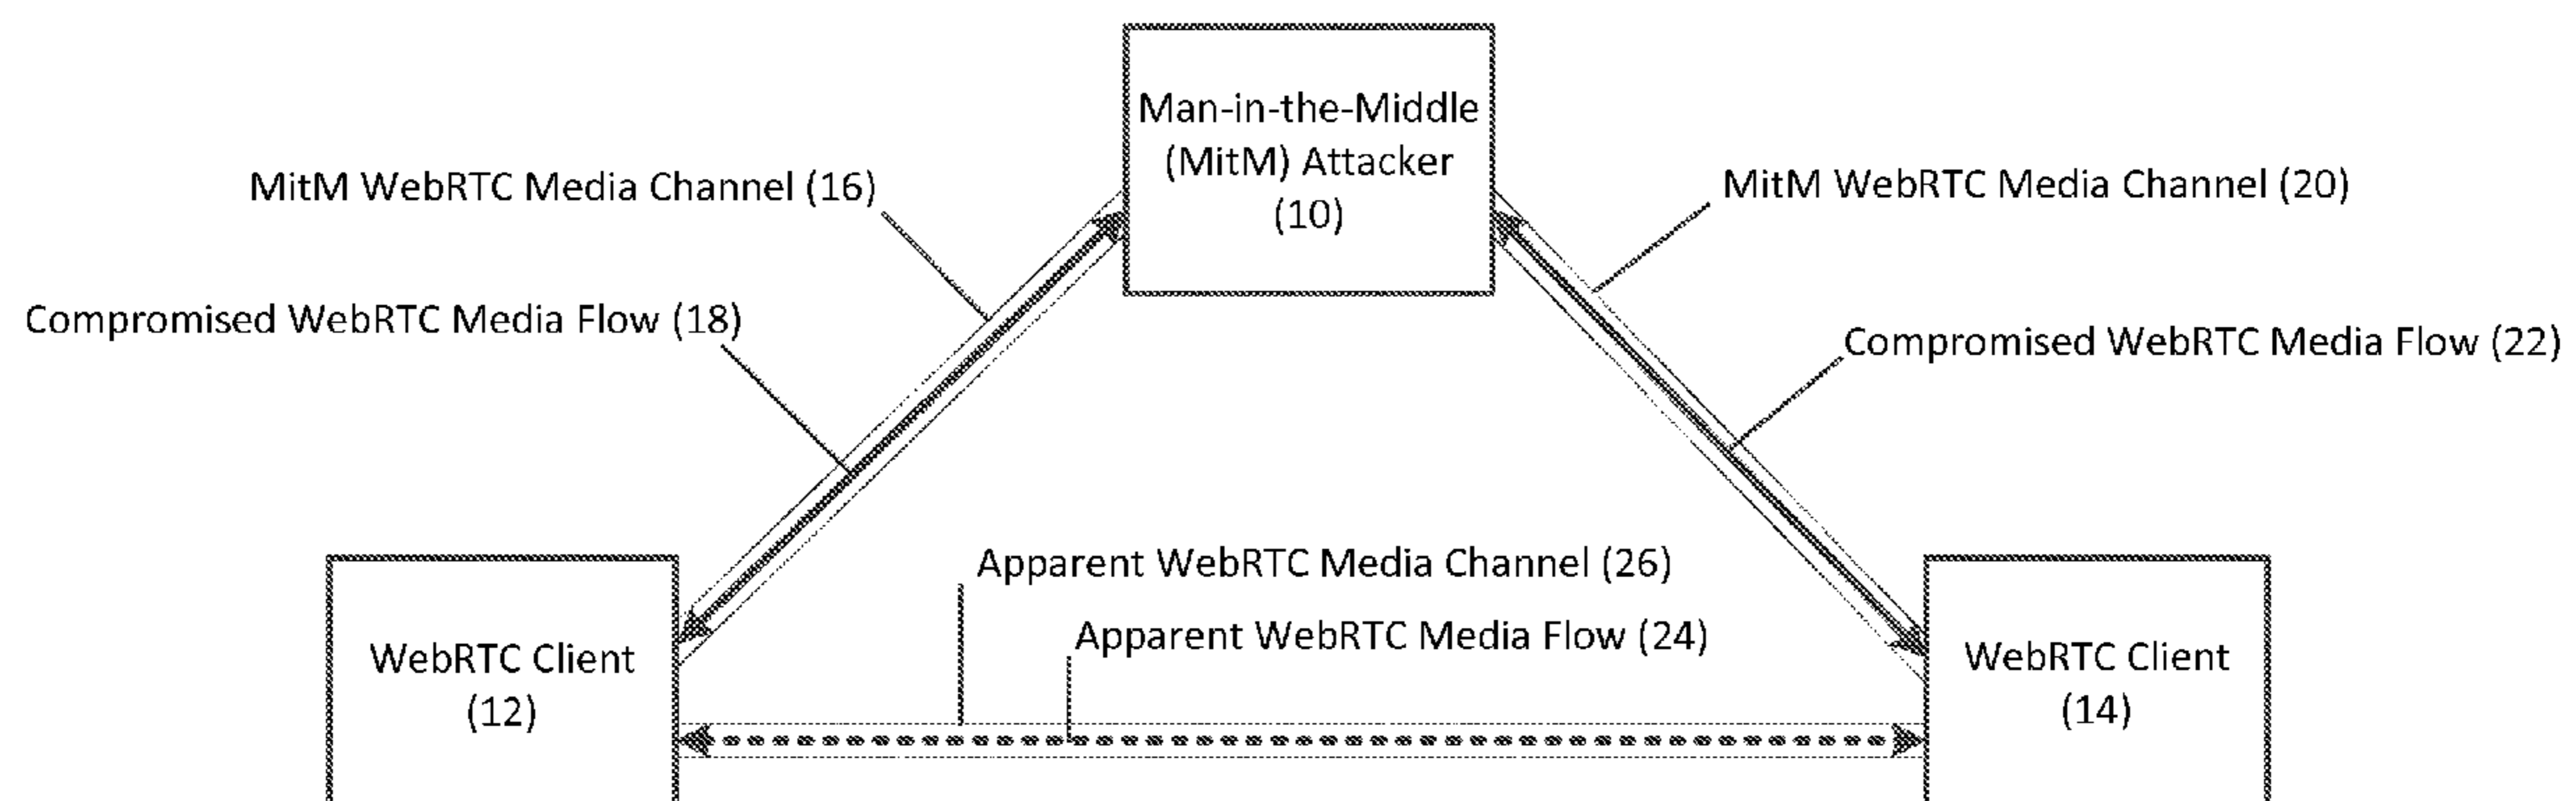 Man-in-the-Middle
(MitM) Attacker
(10)
MitM WebRTC Media Channel (16)
MitM WebRTC Media Channel (20)
Compromised WebRTC Media Flow (18)
Compromised WebRTC Media Flow (22)
Apparent WebRTC Media Channel (26)
Apparent WebRTC Media Flow (24)
WebRTC Client
(12)
WebRTC Client
(14)